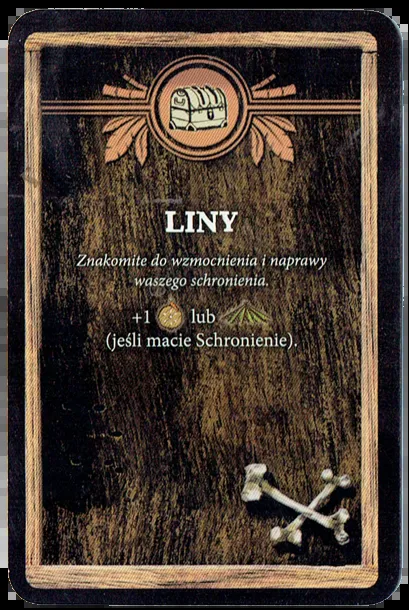 LINY
Znakomite do wzmocnienia i naprawy
waszego schronienia.
+1 lub
(jeśli macie Schronienie).